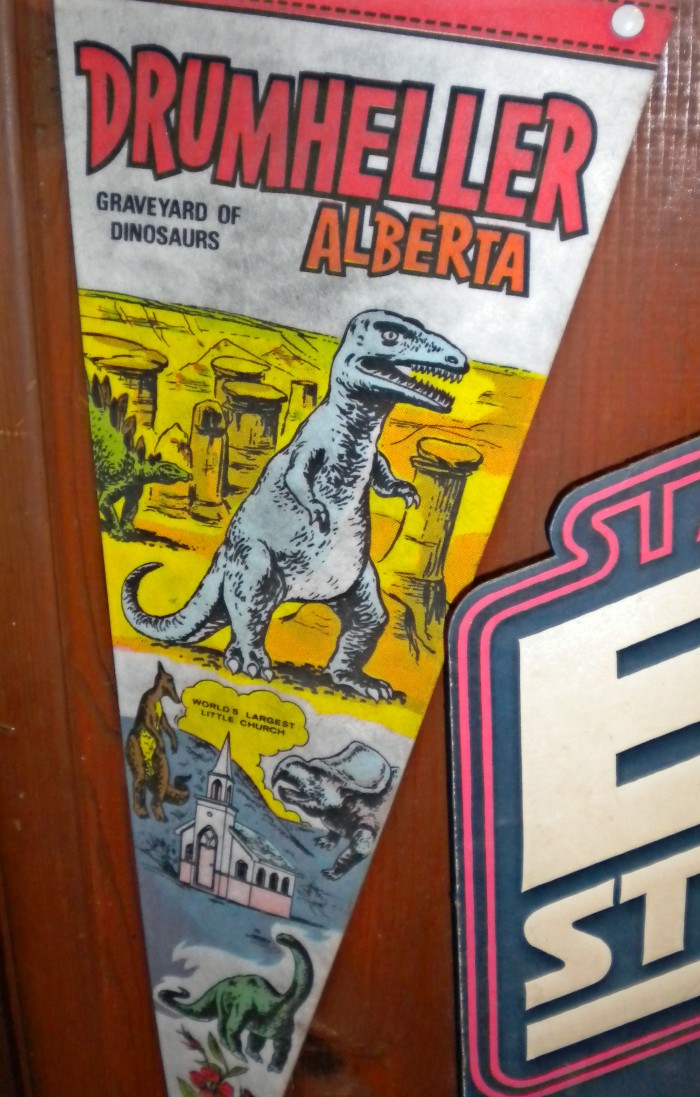 DRUMHELLER
GRAVEYARD OF
DINOSAURS
ALBERTA
WORLD'S LARGEST
LITTLE CHURCH